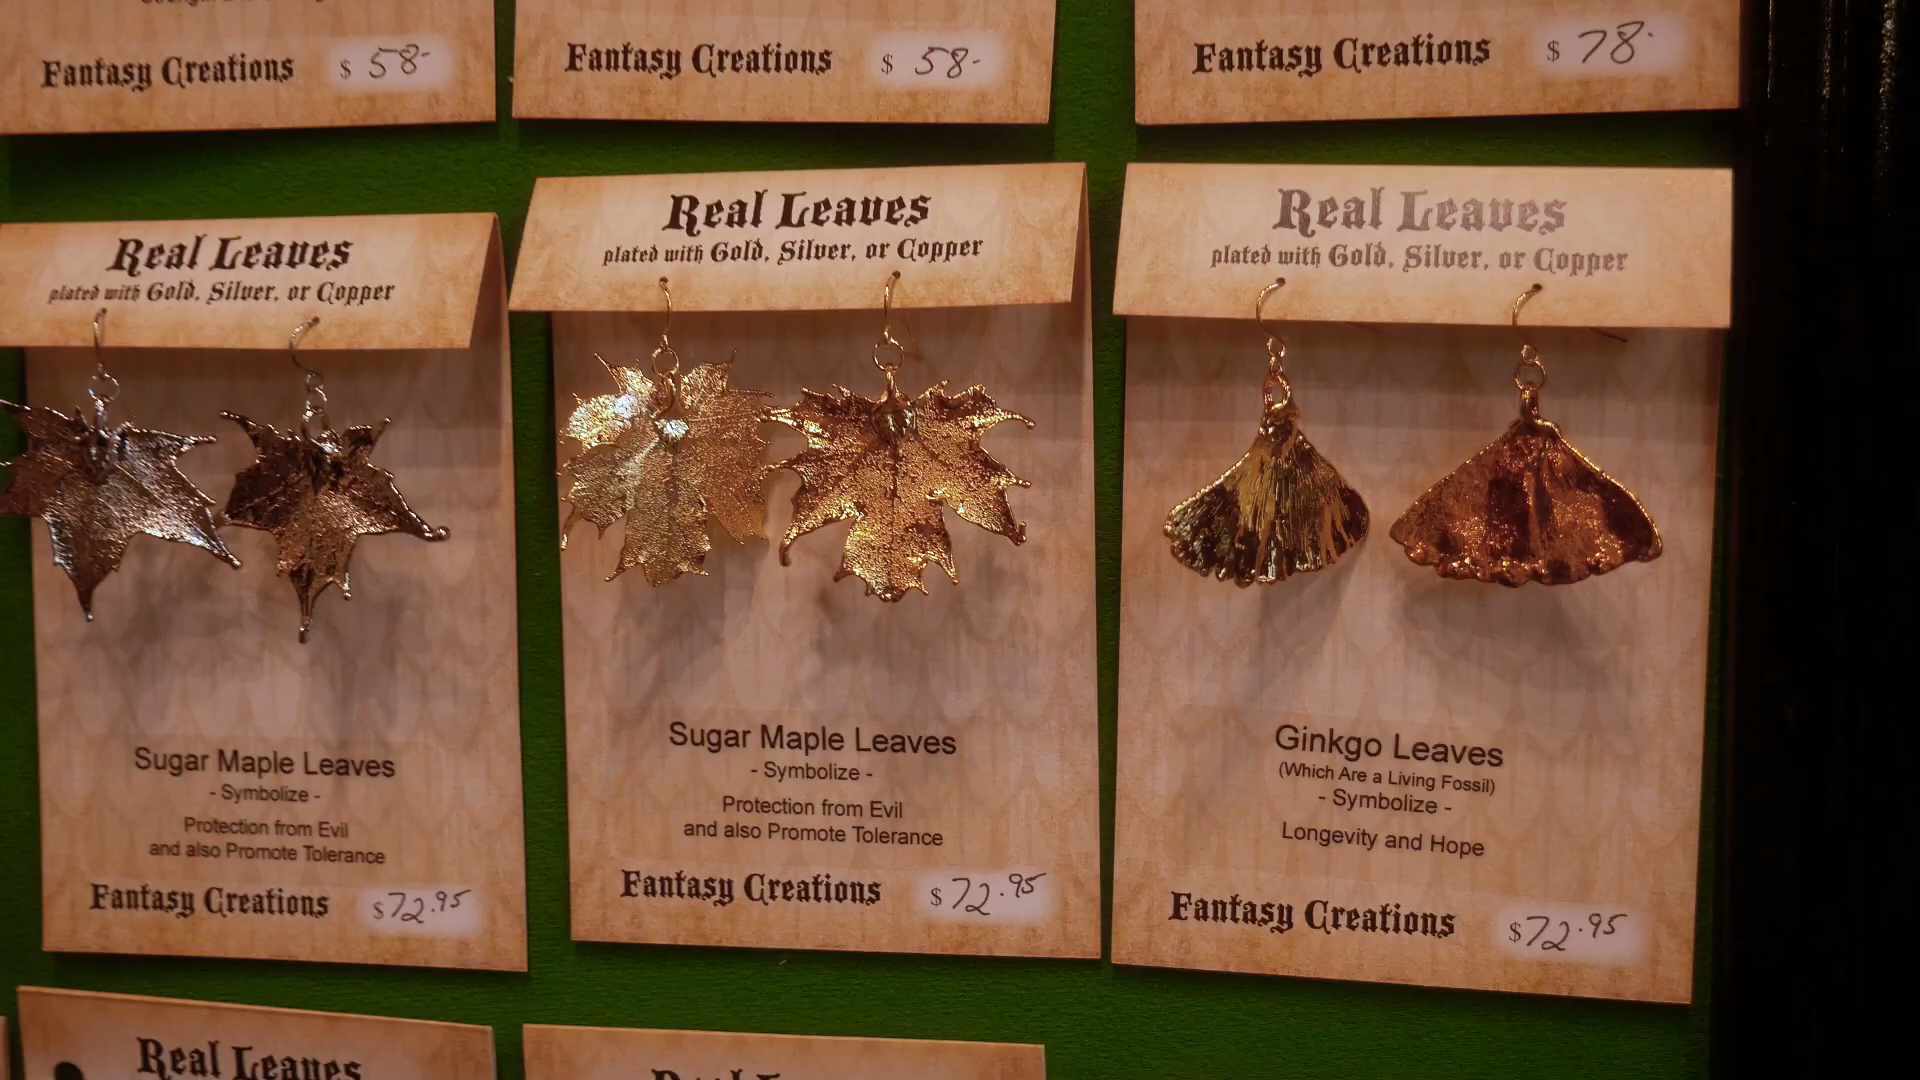 Fantasy Creations $ 58-
Fantasy Creations $ 58-
Fantasy Creations $ 78-
Real Leaves
plated with Gold, Silver, or Copper
Sugar Maple Leaves
- Symbolize -
Protection from Evil
and also Promote Tolerance
Fantasy Creations $72.95
Real Leaves
plated with Gold, Silver, or Copper
Sugar Maple Leaves
- Symbolize -
Protection from Evil
and also Promote Tolerance
Fantasy Creations $72.95
Real Leaves
plated with Gold, Silver, or Copper
Ginkgo Leaves
(Which Are a Living Fossil)
- Symbolize -
Longevity and Hope
Fantasy Creations $72.95
Real Leaves